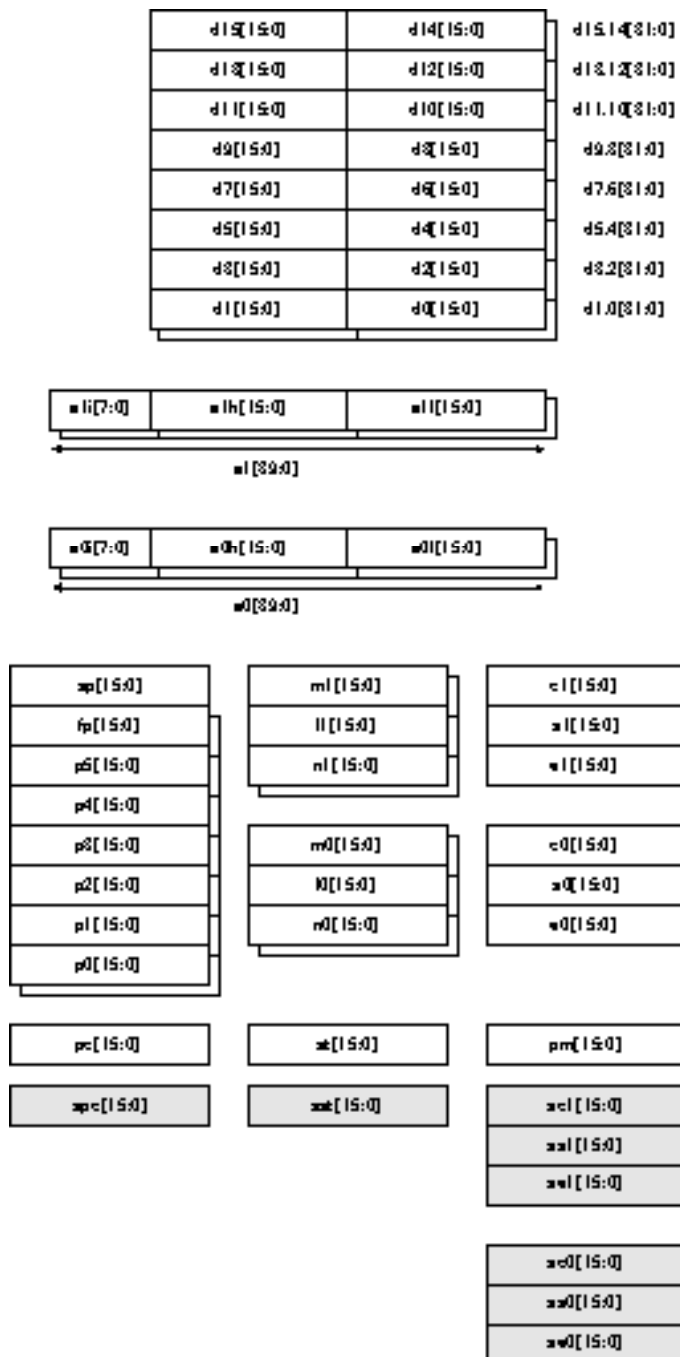 d15[15:0] d14[15:0] d15.14[31:0]
d13[15:0] d12[15:0] d13.12[31:0]
d11[15:0] d10[15:0] d11.10[31:0]
d9[15:0] d8[15:0] d9.8[31:0]
d7[15:0] d6[15:0] d7.6[31:0]
d5[15:0] d4[15:0] d5.4[31:0]
d3[15:0] d2[15:0] d3.2[31:0]
d1[15:0] d0[15:0] d1.0[31:0]
a1i[7:0] a1h[15:0] a1l[15:0]
a1[39:0]
a0i[7:0] a0h[15:0] a0l[15:0]
a0[39:0]
sp[15:0] m1[15:0] c1[15:0]
fp[15:0] l1[15:0] s1[15:0]
p5[15:0] n1[15:0] e1[15:0]
p4[15:0]
p3[15:0] m0[15:0] c0[15:0]
p2[15:0] l0[15:0] s0[15:0]
p1[15:0] n0[15:0] e0[15:0]
p0[15:0]
pc[15:0] st[15:0] pm[15:0]
spc[15:0] sst[15:0] sc1[15:0]
ss1[15:0]
se1[15:0]
sc0[15:0]
ss0[15:0]
se0[15:0]